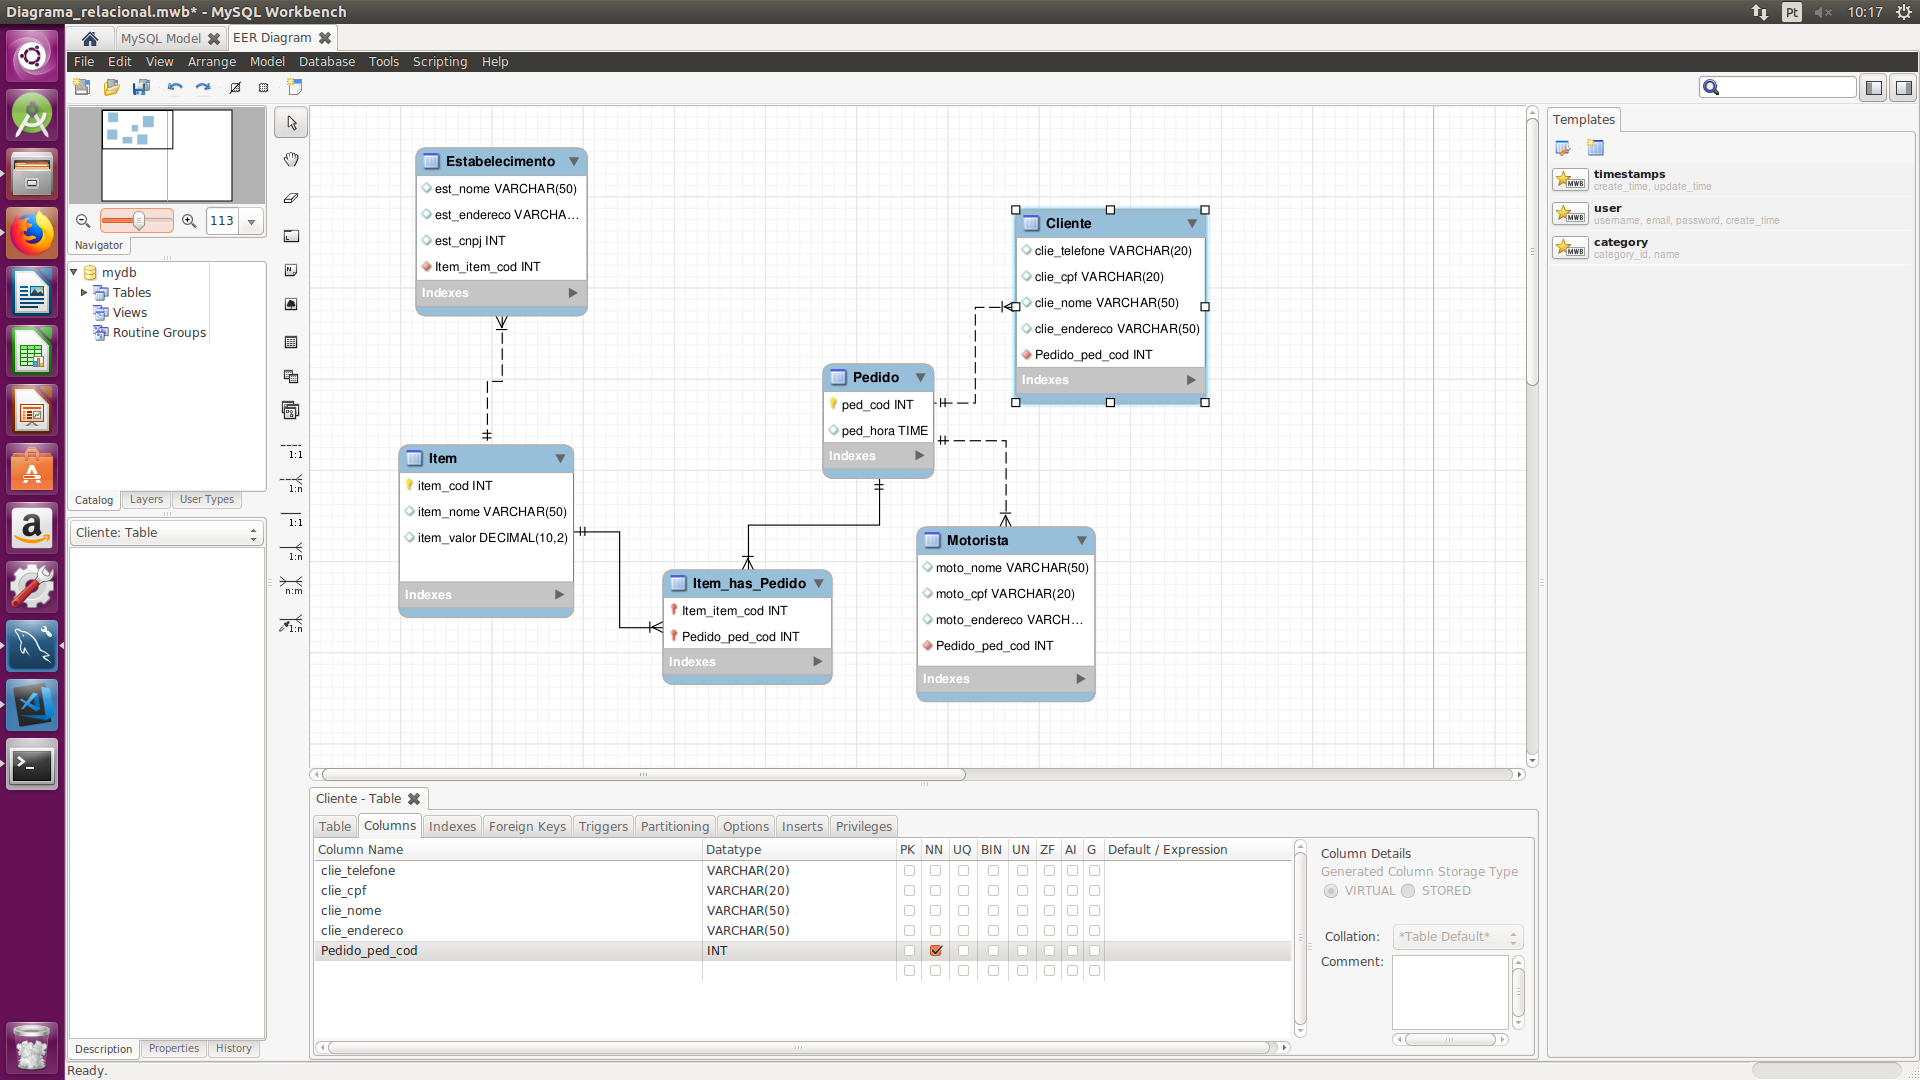 Diagrama_relacional.mwb* - MySQL Workbench
Pt
10:17
MySQL Model
EER Diagram
File Edit View Arrange Model Database Tools Scripting Help
113
Navigator
mydb
Tables
Views
Routine Groups
Catalog Layers User Types
Cliente: Table
Description Properties History
Ready.
1:1
1:n
1:1
1:n
n:m
1:n
Estabelecimento
est_nome VARCHAR(50)
est_endereco VARCHA...
est_cnpj INT
Item_item_cod INT
Indexes
Cliente
clie_telefone VARCHAR(20)
clie_cpf VARCHAR(20)
clie_nome VARCHAR(50)
clie_endereco VARCHAR(50)
Pedido_ped_cod INT
Indexes
Pedido
ped_cod INT
ped_hora TIME
Indexes
Item
item_cod INT
item_nome VARCHAR(50)
item_valor DECIMAL(10,2)
Indexes
Item_has_Pedido
Item_item_cod INT
Pedido_ped_cod INT
Indexes
Motorista
moto_nome VARCHAR(50)
moto_cpf VARCHAR(20)
moto_endereco VARCH...
Pedido_ped_cod INT
Indexes
Templates
MWB
timestamps
create_time, update_time
MWB
user
username, email, password, create_time
MWB
category
category_id, name
Cliente - Table
Table Columns Indexes Foreign Keys Triggers Partitioning Options Inserts Privileges
Column Name Datatype PK NN UQ BIN UN ZF AI G Default / Expression
clie_telefone VARCHAR(20)
clie_cpf VARCHAR(20)
clie_nome VARCHAR(50)
clie_endereco VARCHAR(50)
Pedido_ped_cod INT
Column Details
Generated Column Storage Type
VIRTUAL STORED
Collation: *Table Default*
Comment: